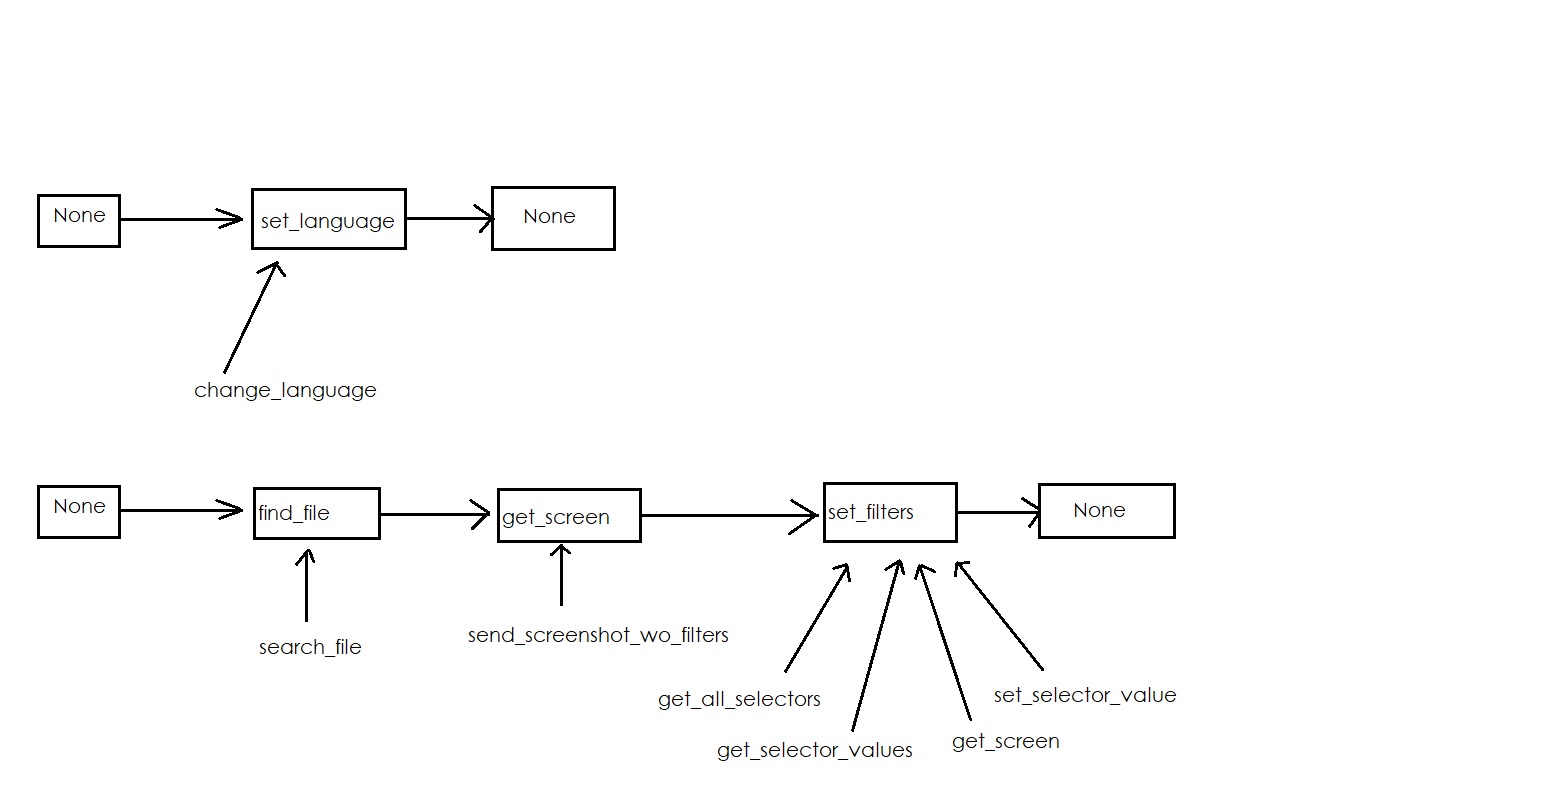 None
set_language
None
change_language
None
find_file
get_screen
set_filters
None
search_file
send_screenshot_wo_filters
get_all_selectors
set_selector_value
get_selector_values
get_screen